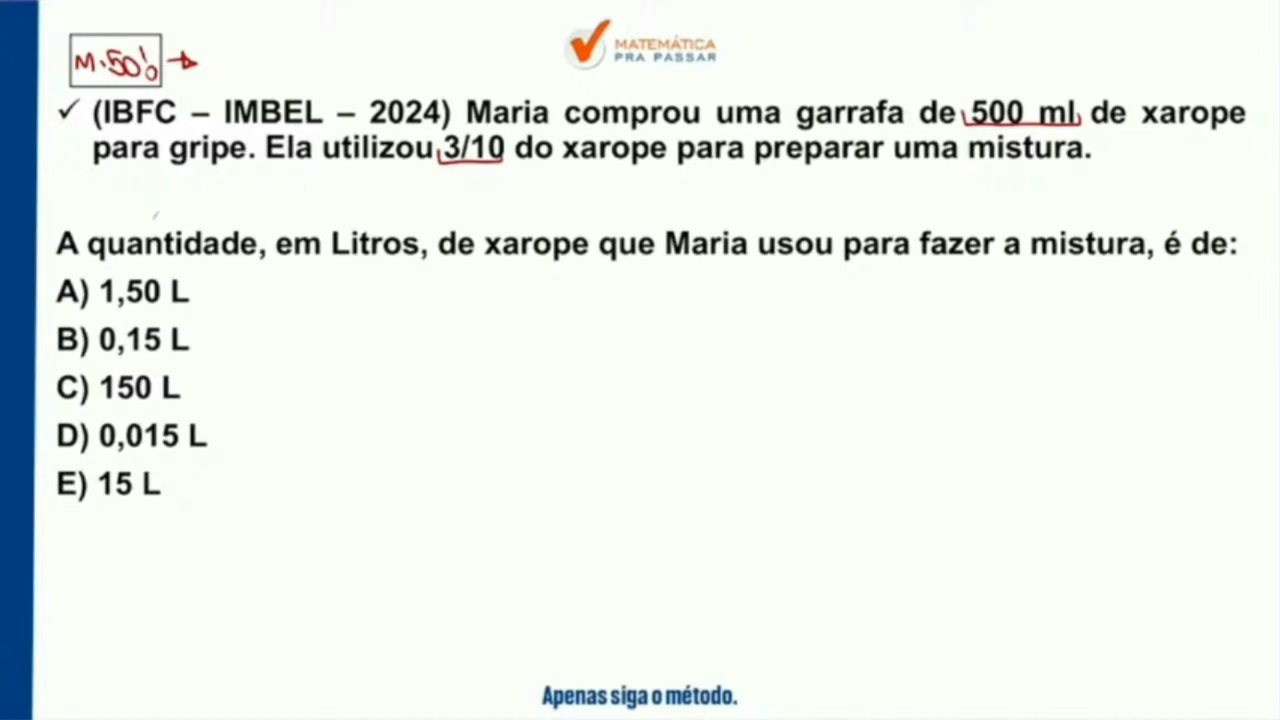 M.50!
MATEMÁTICA
PRA PASSAR
✓ (IBFC – IMBEL – 2024) Maria comprou uma garrafa de 500 ml de xarope
para gripe. Ela utilizou 3/10 do xarope para preparar uma mistura.
A quantidade, em Litros, de xarope que Maria usou para fazer a mistura, é de:
A) 1,50 L
B) 0,15 L
C) 150 L
D) 0,015 L
E) 15 L
Apenas siga o método.